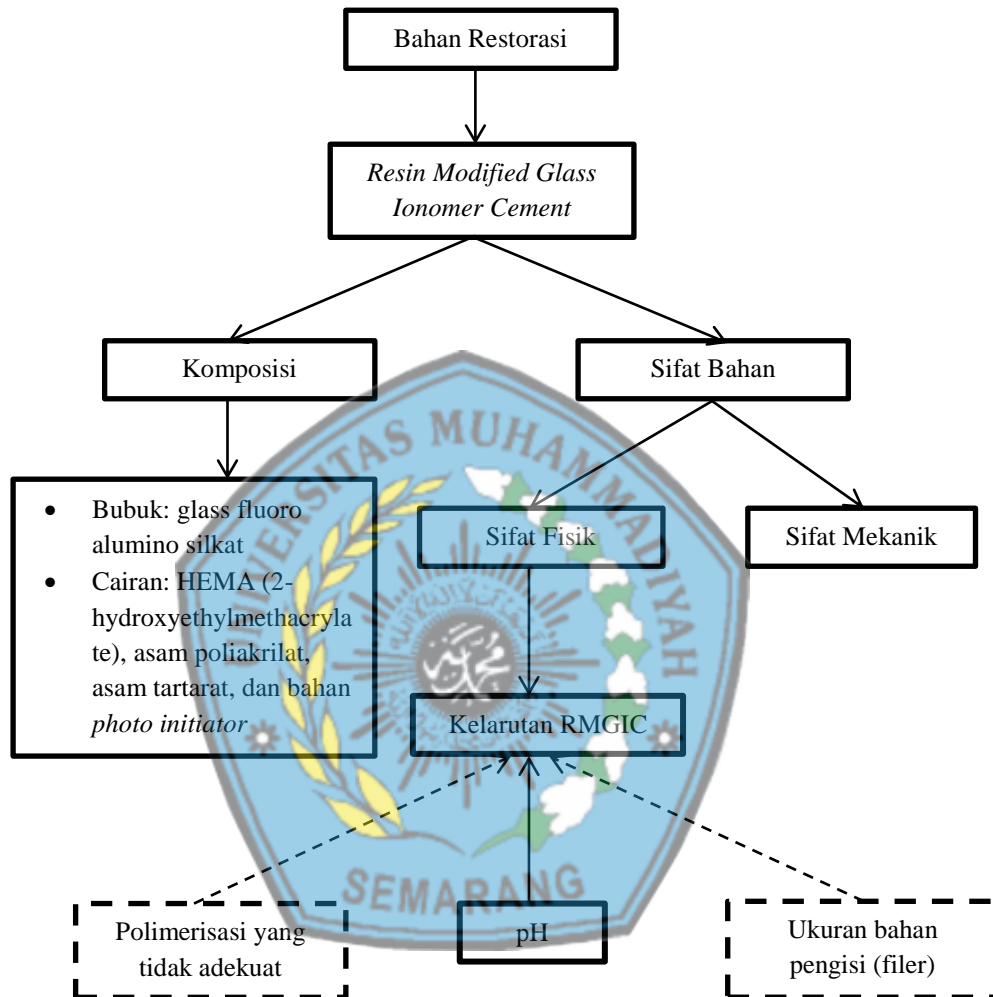 Bahan Restorasi
Resin Modified Glass
Ionomer Cement
Komposisi
Sifat Bahan
• Bubuk: glass fluoro
alumino silkat
• Cairan: HEMA (2-
hydroxyethylmethacryla
te), asam poliakrilat,
asam tartarat, dan bahan
photo initiator
Sifat Fisik
Sifat Mekanik
Kelarutan RMGIC
Polimerisasi yang
tidak adekuat
pH
Ukuran bahan
pengisi (filer)
UNIVERSITAS MUHAMMADIYAH
SEMARANG